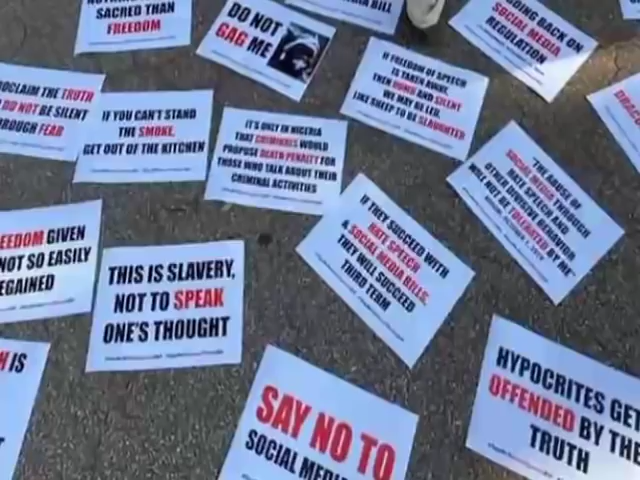 SACRED THAN
FREEDOM
DO NOT
GAG ME
BILL
GOING BACK ON
SOCIAL MEDIA
REGULATION
PROCLAIM THE TRUTH
DO NOT BE SILENT
THROUGH FEAR
IF YOU CAN'T STAND
THE SMOKE,
GET OUT OF THE KITCHEN
IT'S ONLY IN NIGERIA
THAT CRIMINALS WOULD
PROPOSE DEATH PENALTY FOR
THOSE WHO TALK ABOUT THEIR
CRIMINAL ACTIVITIES
IF FREEDOM OF SPEECH
IS TAKEN AWAY,
THEN DUMB AND SILENT
WE MAY BE LED,
LIKE SHEEP TO BE SLAUGHTER
"THE ABUSE OF
SOCIAL MEDIA THROUGH
HATE SPEECH AND
OTHER DIVISIVE BEHAVIOR
WILL NOT BE TOLERATED BY ME"
DRAC
EEDOM GIVEN
NOT SO EASILY
EGAINED
THIS IS SLAVERY,
NOT TO SPEAK
ONE'S THOUGHT
IF THEY SUCCEED WITH
HATE SPEECH
& SOCIAL MEDIA BILLS,
THEY WILL SUCCEED
THIRD TERM
H IS
SAY NO TO
SOCIAL MEDIA
HYPOCRITES GET
OFFENDED BY THE
TRUTH